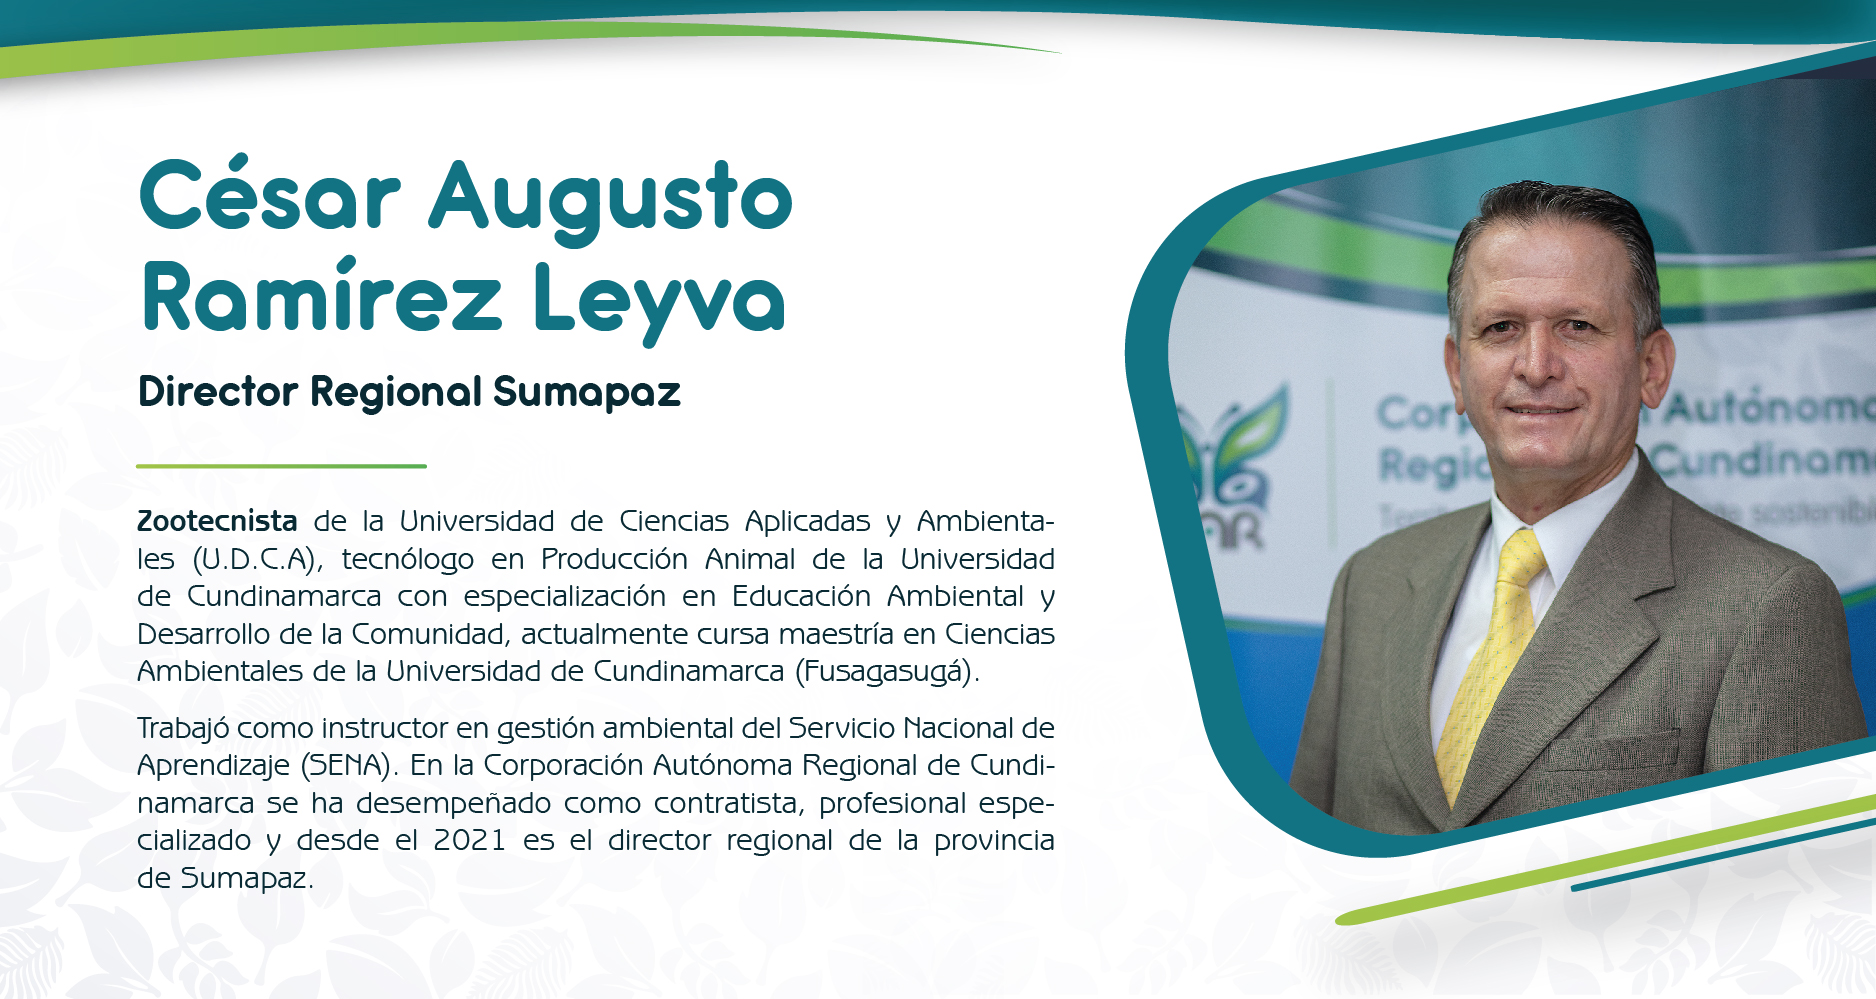 César Augusto
Ramírez Leyva
Director Regional Sumapaz
Zootecnista de la Universidad de Ciencias Aplicadas y Ambienta-
les (U.D.C.A), tecnólogo en Producción Animal de la Universidad
de Cundinamarca con especialización en Educación Ambiental y
Desarrollo de la Comunidad, actualmente cursa maestría en Ciencias
Ambientales de la Universidad de Cundinamarca (Fusagasugá).
Trabajó como instructor en gestión ambiental del Servicio Nacional de
Aprendizaje (SENA). En la Corporación Autónoma Regional de Cundi-
namarca se ha desempeñado como contratista, profesional espe-
cializado y desde el 2021 es el director regional de la provincia
de Sumapaz.
Autónoma